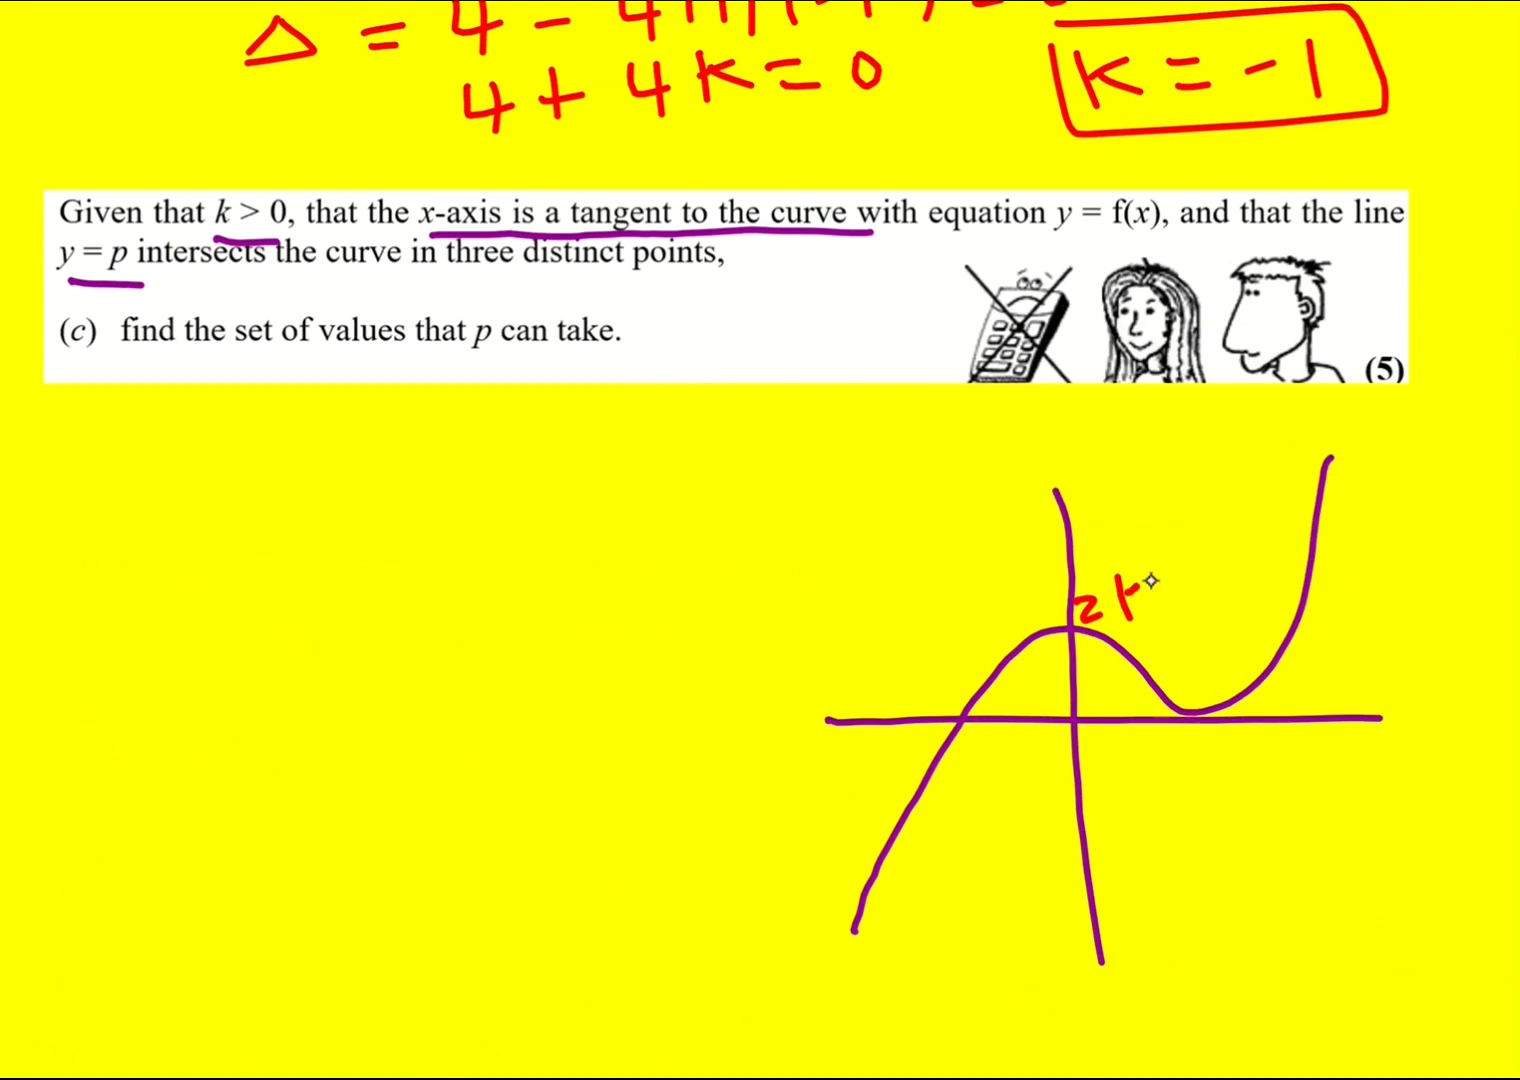 Δ = 4 - 4
4 + 4k = 0
k = -1
Given that k > 0, that the x-axis is a tangent to the curve with equation y = f(x), and that the line
y = p intersects the curve in three distinct points,
(c) find the set of values that p can take.
(5)
2